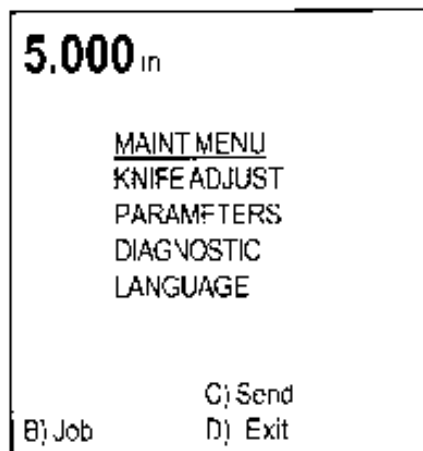 5.000 in
MAINT MENU
KNIFE ADJUST
PARAMETERS
DIAGNOSTIC
LANGUAGE
C) Send
B) Job D) Exit